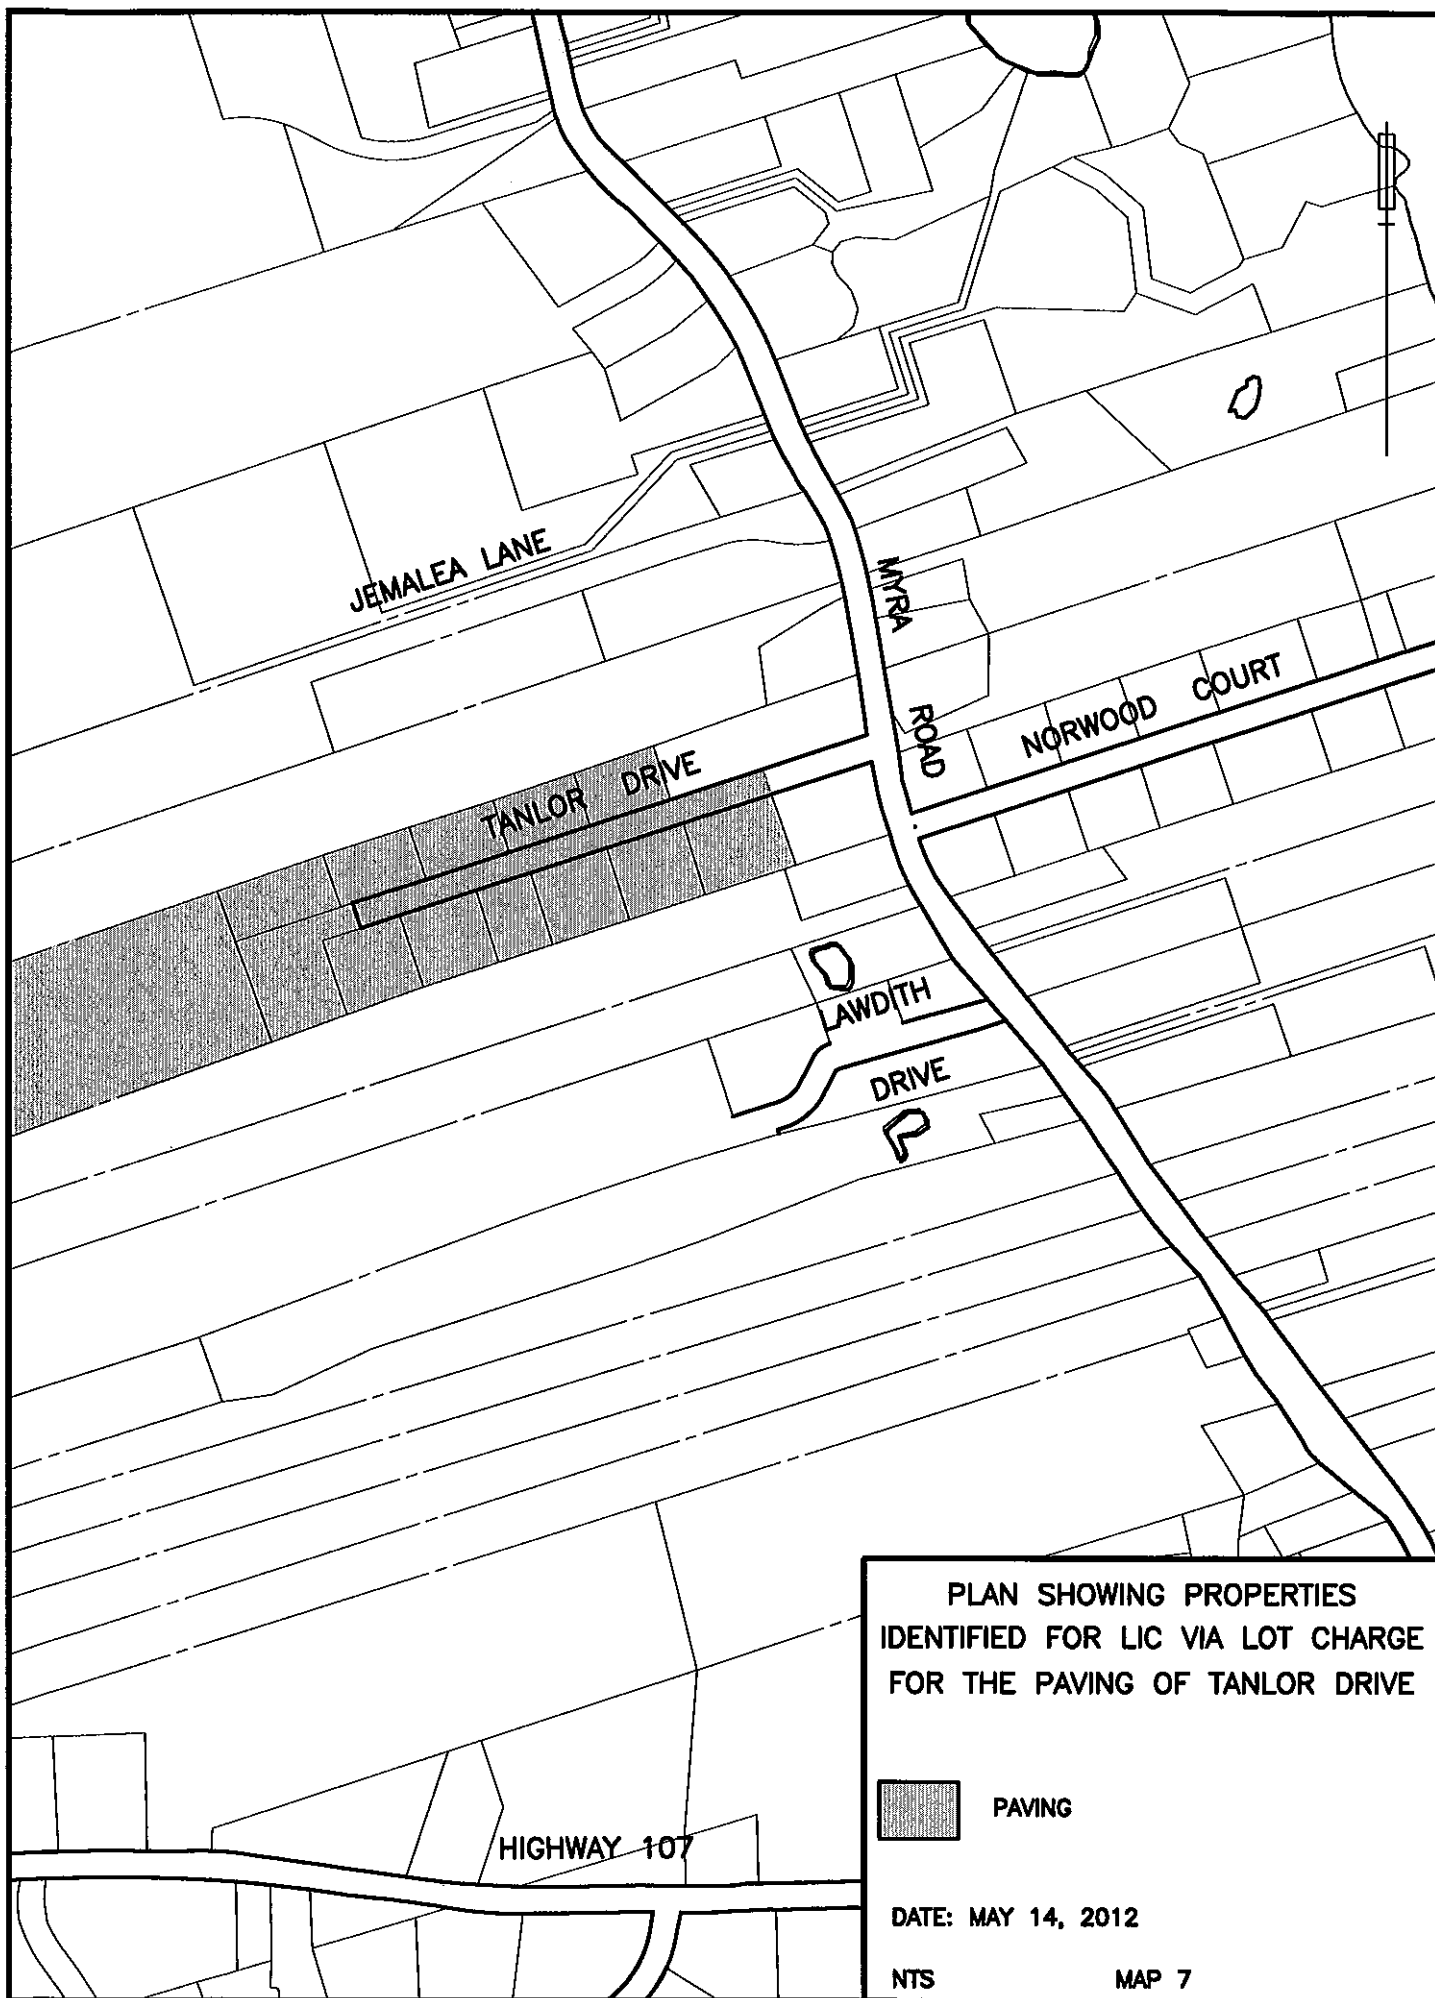 JEMALEA LANE
MYRA
ROAD
NORWOOD COURT
TANLOR DRIVE
LAWDITH
DRIVE
HIGHWAY 107
PLAN SHOWING PROPERTIES
IDENTIFIED FOR LIC VIA LOT CHARGE
FOR THE PAVING OF TANLOR DRIVE
PAVING
DATE: MAY 14, 2012
NTS MAP 7